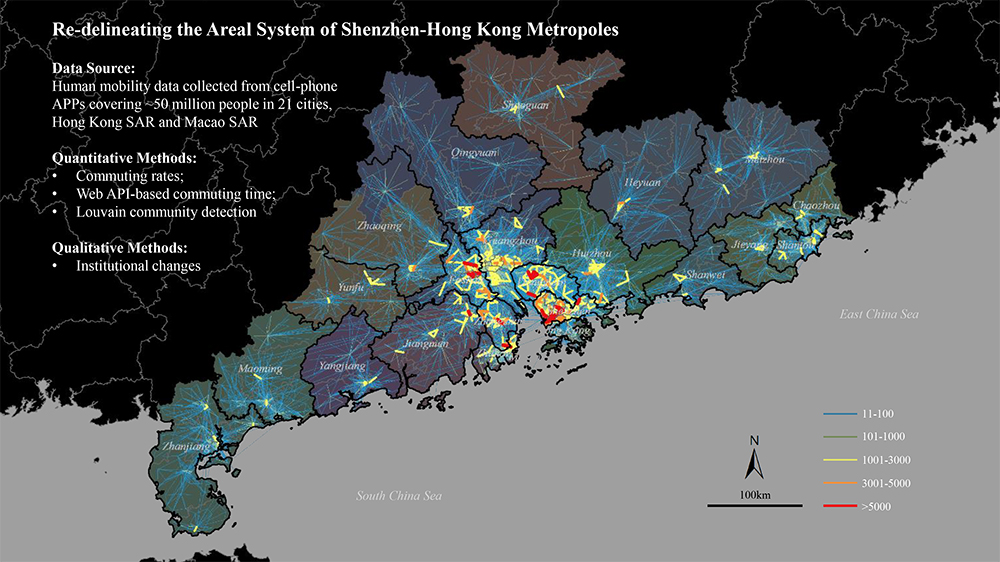 Re-delineating the Areal System of Shenzhen-Hong Kong Metropoles
Data Source:
Human mobility data collected from cell-phone
APPs covering ~50 million people in 21 cities,
Hong Kong SAR and Macao SAR
Quantitative Methods:
• Commuting rates;
• Web API-based commuting time;
• Louvain community detection
Qualitative Methods:
• Institutional changes
Shaoguan
Qingyuan
Meizhou
Heyuan
Chaozhou
Zhaoqing
Guangzhou
Jieyang
Shantou
Huizhou
Shanwei
Yunfu
Jiangmen
Yangjiang
Maoming
Zhanjiang
East China Sea
South China Sea
N
100km
11-100
101-1000
1001-3000
3001-5000
>5000